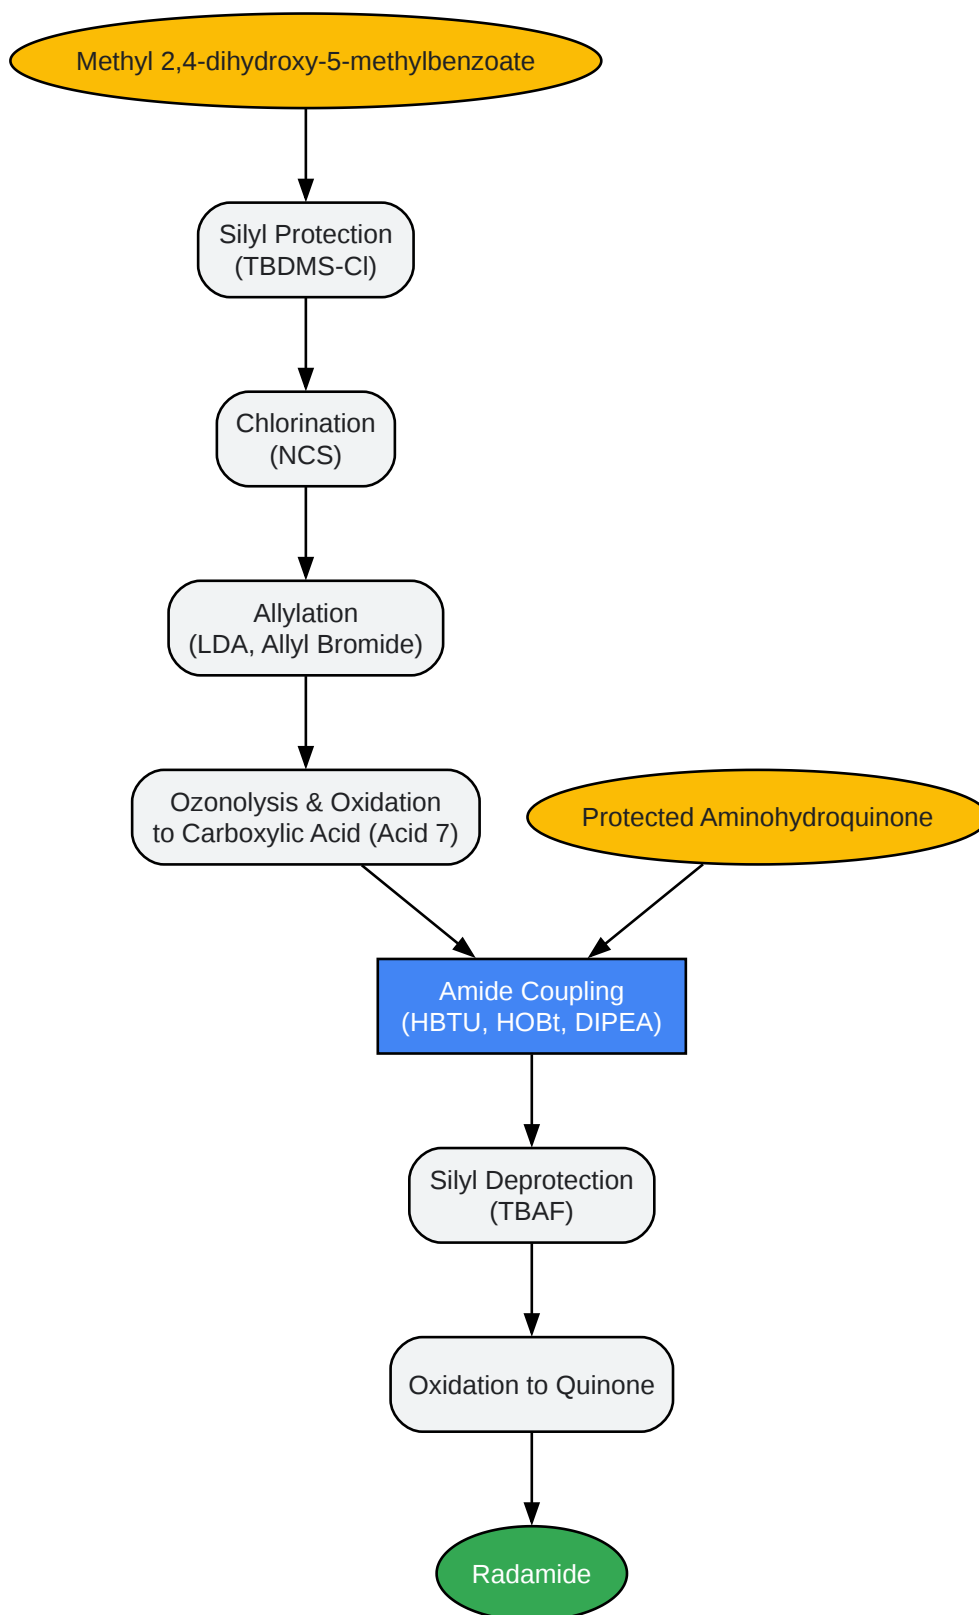 Methyl 2,4-dihydroxy-5-methylbenzoate
Silyl Protection
(TBDMS-Cl)
Chlorination
(NCS)
Allylation
(LDA, Allyl Bromide)
Ozonolysis & Oxidation
to Carboxylic Acid (Acid 7)
Protected Aminohydroquinone
Amide Coupling
(HBTU, HOBt, DIPEA)
Silyl Deprotection
(TBAF)
Oxidation to Quinone
Radamide